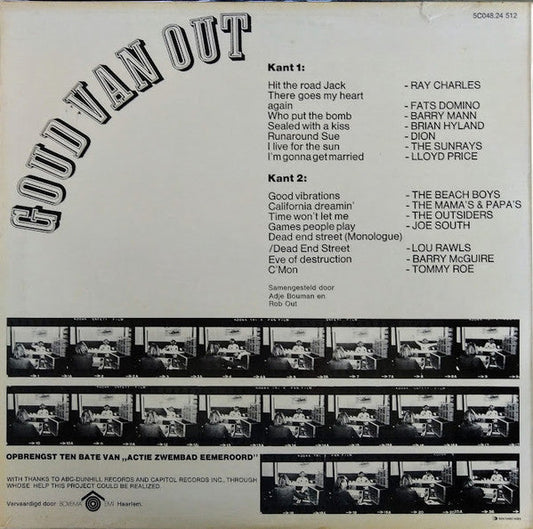 5C048.24 512
GOUD VAN OUT
Kant 1:
Hit the road Jack - RAY CHARLES
There goes my heart
again - FATS DOMINO
Who put the bomb - BARRY MANN
Sealed with a kiss - BRIAN HYLAND
Runaround Sue - DION
I live for the sun - THE SUNRAYS
I'm gonna get married - LLOYD PRICE
Kant 2:
Good vibrations - THE BEACH BOYS
California dreamin' - THE MAMA'S & PAPA'S
Time won't let me - THE OUTSIDERS
Games people play - JOE SOUTH
Dead end street (Monologue)
/Dead End Street - LOU RAWLS
Eve of destruction - BARRY McGUIRE
C'Mon - TOMMY ROE
Samengesteld door
Adje Bouman en
Rob Out
OPBRENGST TEN BATE VAN „ACTIE ZWEMBAD EEMEROORD"
WITH THANKS TO ABC-DUNHILL RECORDS AND CAPITOL RECORDS INC., THROUGH
WHOSE HELP THIS PROJECT COULD BE REALIZED.
Vervaardigd door BOVEMA EMI Haarlem.